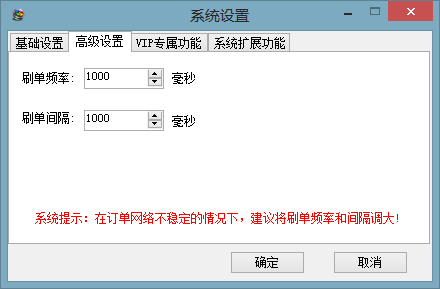 系统设置
基础设置 高级设置 VIP专属功能 系统扩展功能
刷单频率: 1000 毫秒
刷单间隔: 1000 毫秒
系统提示: 在订单网络不稳定的情况下，建议将刷单频率和间隔调大!
确定 取消